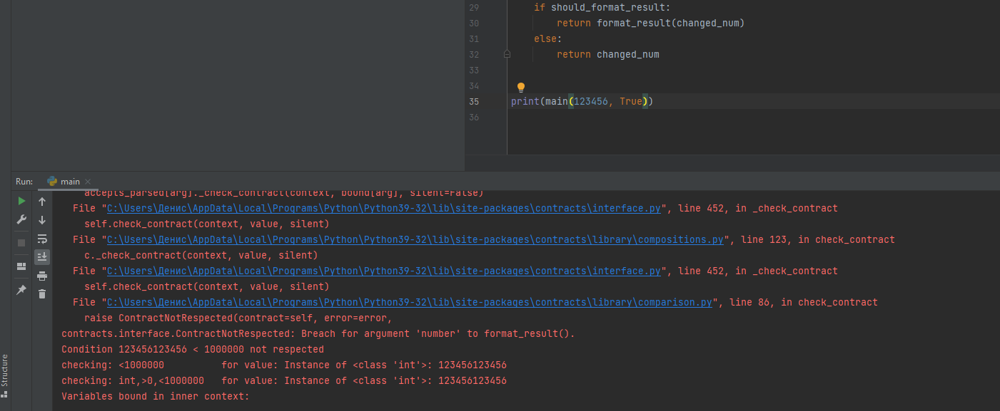 29 if should_format_result:
30 return format_result(changed_num)
31 else:
32 return changed_num
33
34
35 print(main(123456, True))
36
Run: main
accepts_parsed[arg]._check_contract(context, bound[arg], silent=False)
File "C:\Users\Денис\AppData\Local\Programs\Python\Python39-32\lib\site-packages\contracts\interface.py", line 452, in _check_contract
self.check_contract(context, value, silent)
File "C:\Users\Денис\AppData\Local\Programs\Python\Python39-32\lib\site-packages\contracts\library\compositions.py", line 123, in check_contract
c._check_contract(context, value, silent)
File "C:\Users\Денис\AppData\Local\Programs\Python\Python39-32\lib\site-packages\contracts\interface.py", line 452, in _check_contract
self.check_contract(context, value, silent)
File "C:\Users\Денис\AppData\Local\Programs\Python\Python39-32\lib\site-packages\contracts\library\comparison.py", line 86, in check_contract
raise ContractNotRespected(contract=self, error=error,
contracts.interface.ContractNotRespected: Breach for argument 'number' to format_result().
Condition 123456123456 < 1000000 not respected
checking: <1000000 for value: Instance of <class 'int'>: 123456123456
checking: int,>0,<1000000 for value: Instance of <class 'int'>: 123456123456
Variables bound in inner context:
Structure